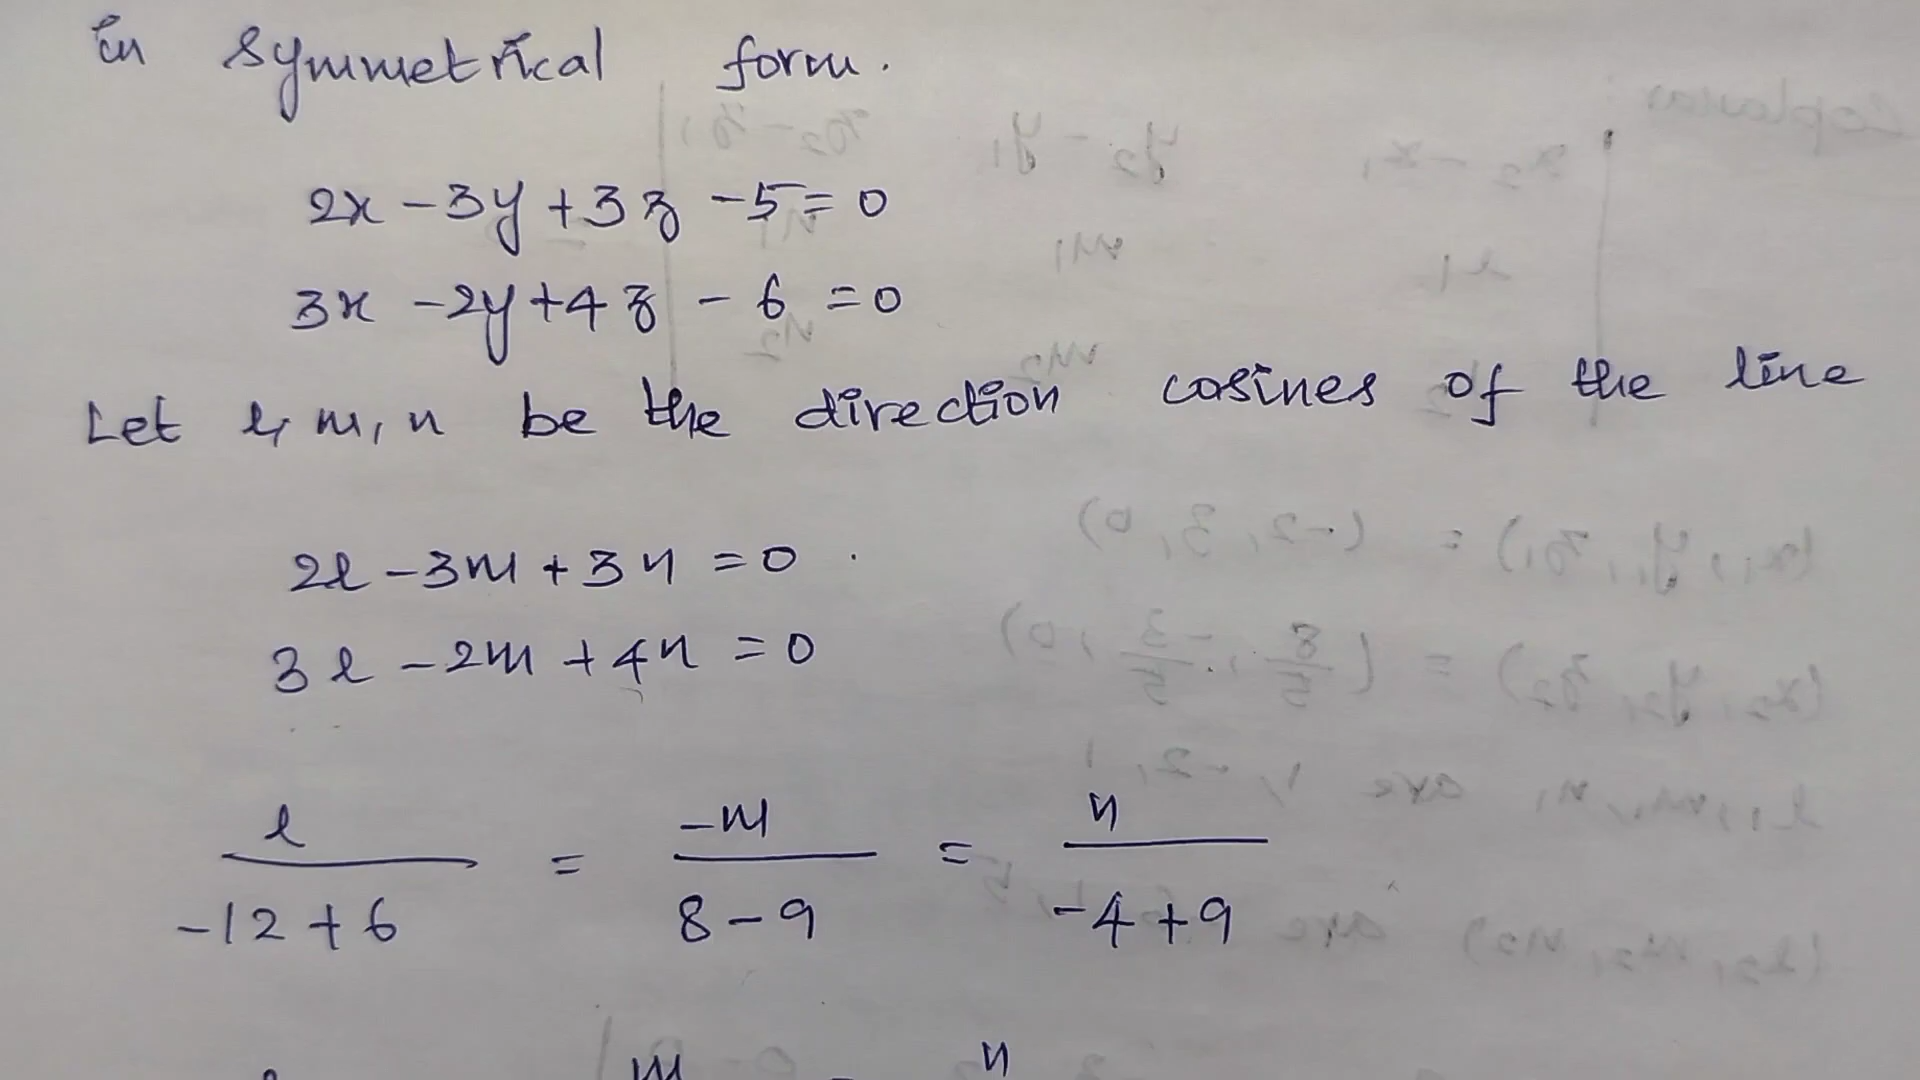 in symmetrical form.
2x - 3y + 3z - 5 = 0
3x - 2y + 4z - 6 = 0
Let l, m, n be the direction cosines of the line
2l - 3m + 3n = 0
3l - 2m + 4n = 0
l / (-12 + 6) = -m / (8 - 9) = n / (-4 + 9)